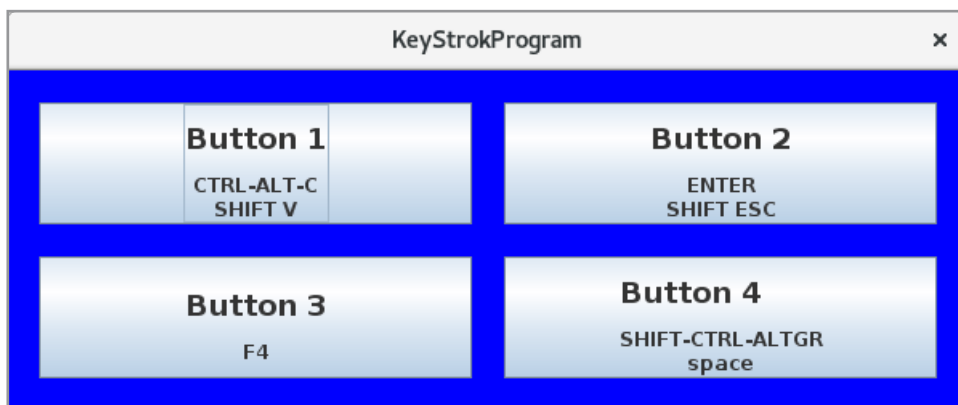 KeyStrokProgram
Button 1
CTRL-ALT-C
SHIFT V
Button 2
ENTER
SHIFT ESC
Button 3
F4
Button 4
SHIFT-CTRL-ALTGR
space